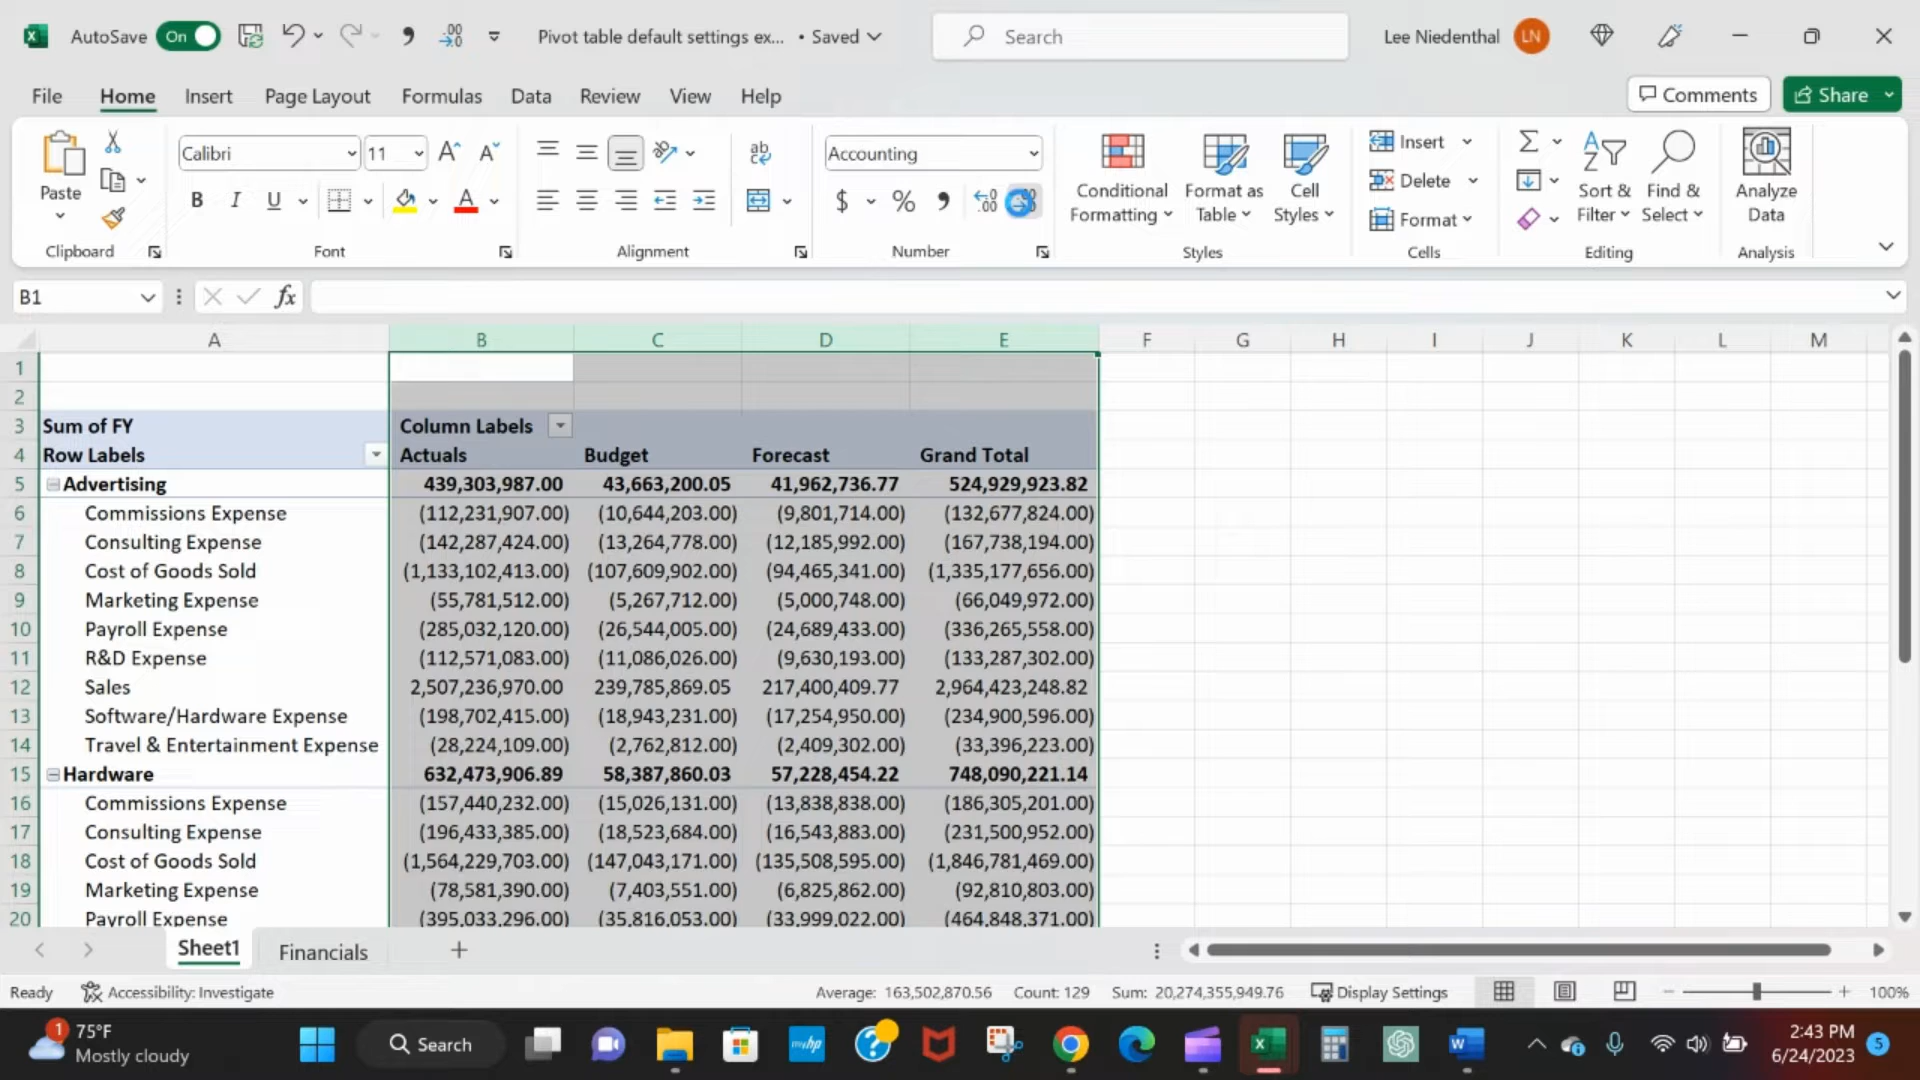 AutoSave On Pivot table default settings ex... • Saved Search Lee Niedenthal LN
File Home Insert Page Layout Formulas Data Review View Help Comments Share
Paste Calibri 11 Accounting Conditional Formatting Format as Table Cell Styles Insert Delete Format Sort & Filter Find & Select Analyze Data
Clipboard Font Alignment Number Styles Cells Editing Analysis
B1 fx
A B C D E F G H I J K L M
1
2
3 Sum of FY Column Labels
4 Row Labels Actuals Budget Forecast Grand Total
5 Advertising 439,303,987.00 43,663,200.05 41,962,736.77 524,929,923.82
6 Commissions Expense (112,231,907.00) (10,644,203.00) (9,801,714.00) (132,677,824.00)
7 Consulting Expense (142,287,424.00) (13,264,778.00) (12,185,992.00) (167,738,194.00)
8 Cost of Goods Sold (1,133,102,413.00) (107,609,902.00) (94,465,341.00) (1,335,177,656.00)
9 Marketing Expense (55,781,512.00) (5,267,712.00) (5,000,748.00) (66,049,972.00)
10 Payroll Expense (285,032,120.00) (26,544,005.00) (24,689,433.00) (336,265,558.00)
11 R&D Expense (112,571,083.00) (11,086,026.00) (9,630,193.00) (133,287,302.00)
12 Sales 2,507,236,970.00 239,785,869.05 217,400,409.77 2,964,423,248.82
13 Software/Hardware Expense (198,702,415.00) (18,943,231.00) (17,254,950.00) (234,900,596.00)
14 Travel & Entertainment Expense (28,224,109.00) (2,762,812.00) (2,409,302.00) (33,396,223.00)
15 Hardware 632,473,906.89 58,387,860.03 57,228,454.22 748,090,221.14
16 Commissions Expense (157,440,232.00) (15,026,131.00) (13,838,838.00) (186,305,201.00)
17 Consulting Expense (196,433,385.00) (18,523,684.00) (16,543,883.00) (231,500,952.00)
18 Cost of Goods Sold (1,564,229,703.00) (147,043,171.00) (135,508,595.00) (1,846,781,469.00)
19 Marketing Expense (78,581,390.00) (7,403,551.00) (6,825,862.00) (92,810,803.00)
20 Payroll Expense (395,033,296.00) (35,816,053.00) (33,999,022.00) (464,848,371.00)
Sheet1 Financials
Ready Accessibility: Investigate Average: 163,502,870.56 Count: 129 Sum: 20,274,355,949.76 Display Settings 100%
1 75°F Search 2:43 PM
Mostly cloudy 6/24/2023 5